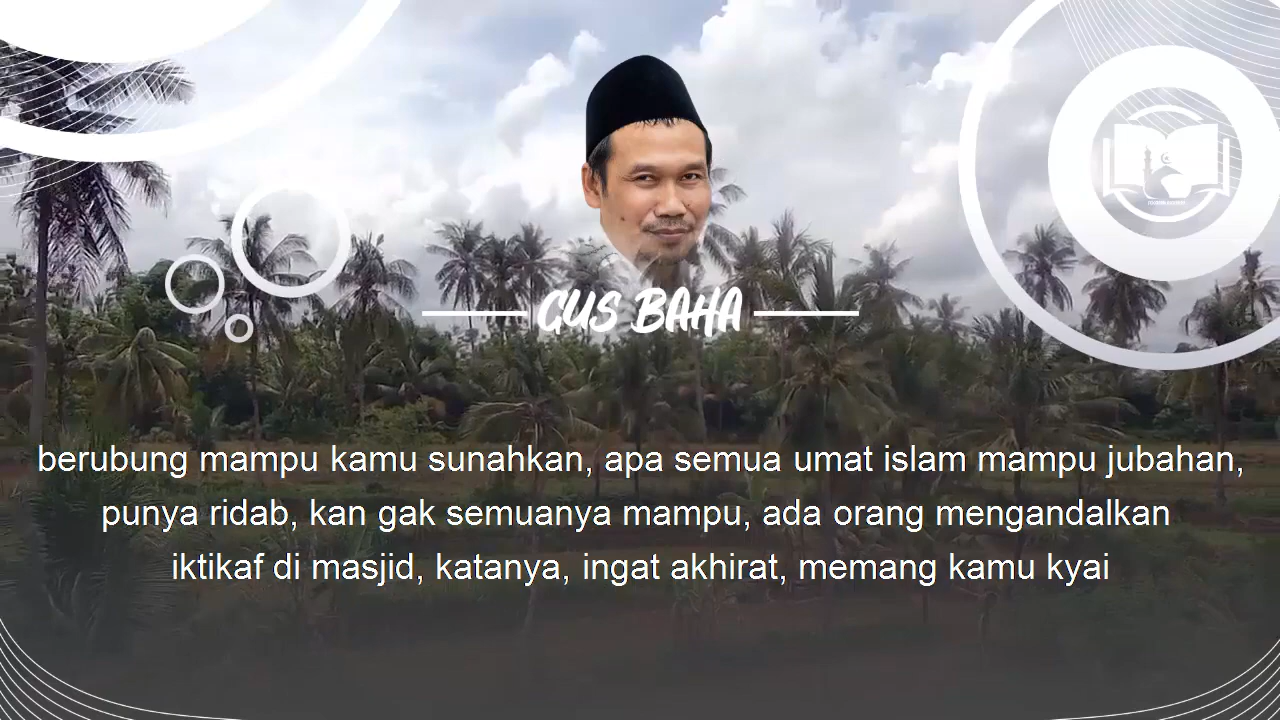 GUS BAHA
berubung mampu kamu sunahkan, apa semua umat islam mampu jubahan,
punya ridab, kan gak semuanya mampu, ada orang mengandalkan
iktikaf di masjid, katanya, ingat akhirat, memang kamu kyai